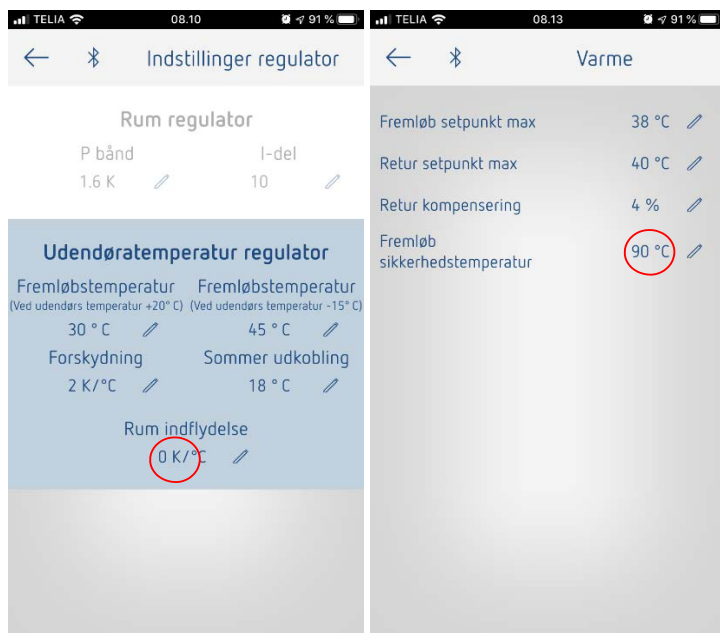 TELIA 08.10 91 %
Indstillinger regulator
Rum regulator
P bånd I-del
1.6 K 10
Udendøratemperatur regulator
Fremløbstemperatur Fremløbstemperatur
(Ved udendørs temperatur +20° C) (Ved udendørs temperatur -15° C)
30 ° C 45 ° C
Forskydning Sommer udkobling
2 K/°C 18 ° C
Rum indflydelse
0 K/°C
TELIA 08.13 91 %
Varme
Fremløb setpunkt max 38 °C
Retur setpunkt max 40 °C
Retur kompensering 4 %
Fremløb
sikkerhedstemperatur 90 °C